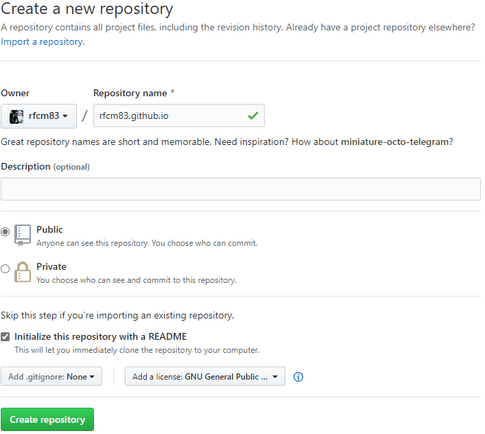 Create a new repository
A repository contains all project files, including the revision history. Already have a project repository elsewhere?
Import a repository.
Owner
Repository name *
rfcm83 / rfcm83.github.io
Great repository names are short and memorable. Need inspiration? How about miniature-octo-telegram?
Description (optional)
Public
Anyone can see this repository. You choose who can commit.
Private
You choose who can see and commit to this repository.
Skip this step if you're importing an existing repository.
Initialize this repository with a README
This will let you immediately clone the repository to your computer.
Add .gitignore: None
Add a license: GNU General Public ...
Create repository